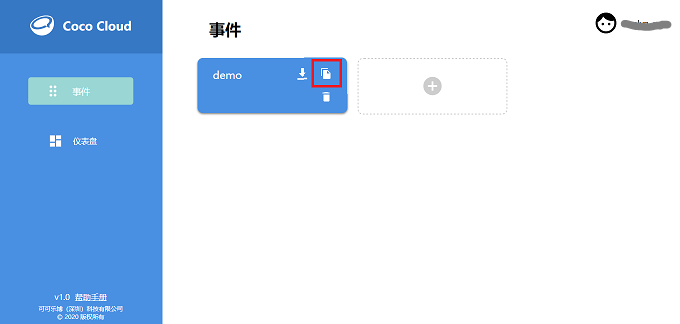 Coco Cloud
事件
demo
事件
仪表盘
v1.0 帮助手册
可可乐博（深圳）科技有限公司
© 2020 版权所有